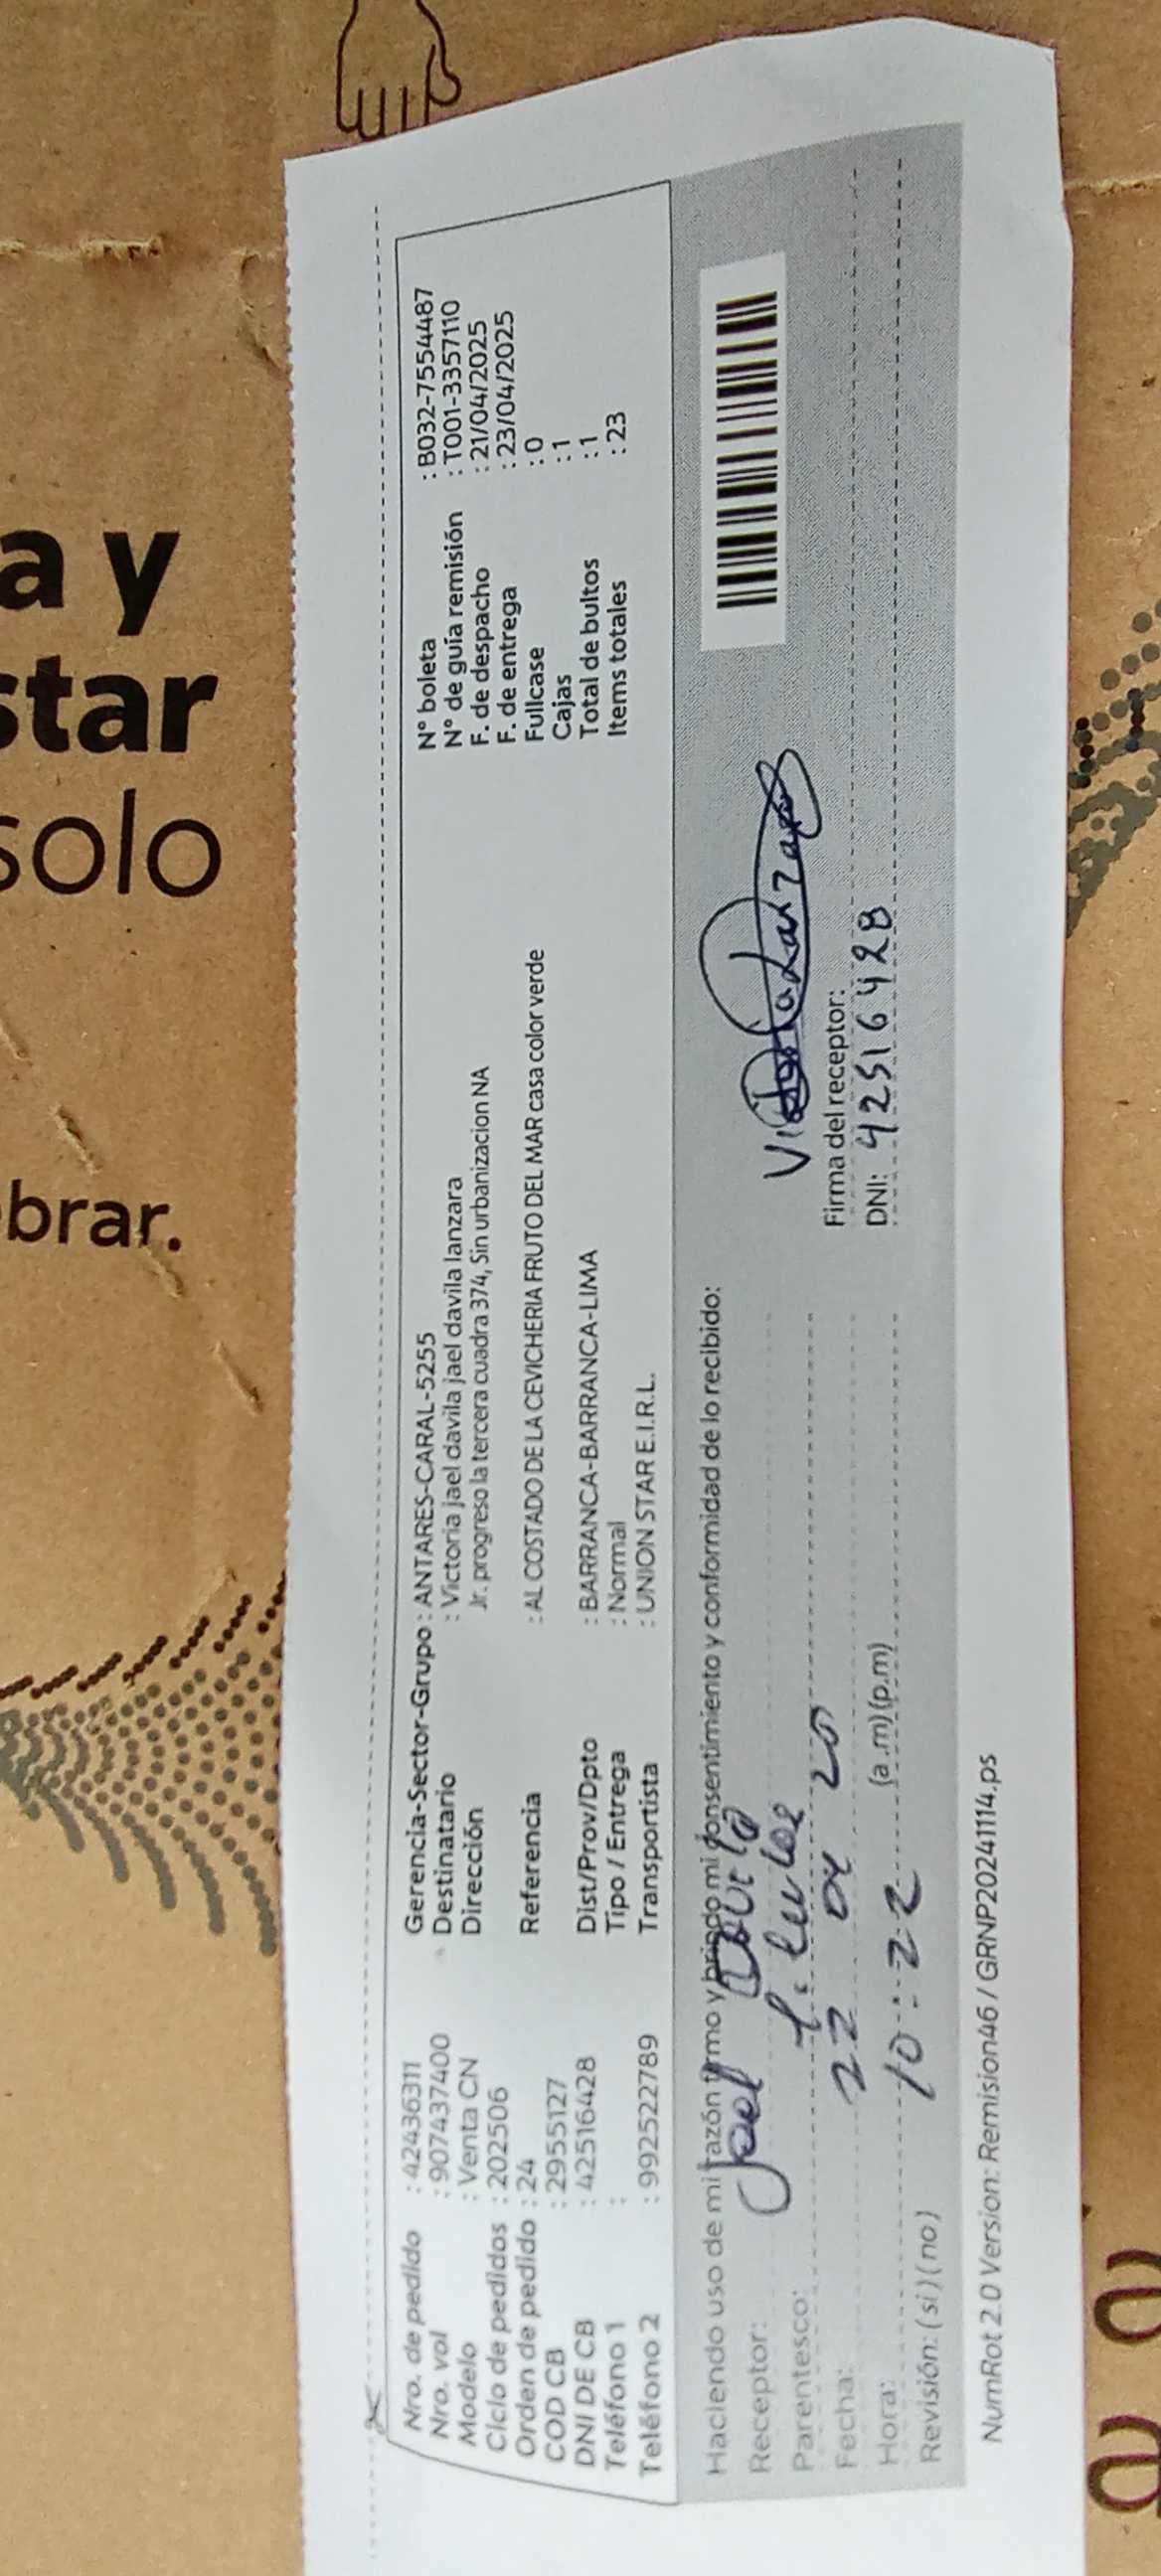 a y
star
solo
brar.
Nro. de pedido : 42436311
Nro. vol : 907437400
Modelo : Venta CN
Ciclo de pedidos : 202506
Orden de pedido : 24
COD CB : 2955127
DNI DE CB : 42516428
Teléfono 1 :
Teléfono 2 : 992522789
Gerencia-Sector-Grupo : ANTARES-CARAL-5255
Destinatario : Victoria jael davila jael davila lanzara
Dirección Jr. progreso la tercera cuadra 374, Sin urbanizacion NA
Referencia : AL COSTADO DE LA CEVICHERIA FRUTO DEL MAR casa color verde
Dist/Prov/Dpto : BARRANCA-BARRANCA-LIMA
Tipo / Entrega : Normal
Transportista : UNION STAR E.I.R.L.
N° boleta : B032-7554487
N° de guía remisión : T001-3357110
F. de despacho : 21/04/2025
F. de entrega : 23/04/2025
Fullcase : 0
Cajas : 1
Total de bultos : 1
Items totales : 23
Haciendo uso de mi razón firmo y brindo mi consentimiento y conformidad de lo recibido:
Receptor: Jael Davila
Parentesco:
Fecha: 22 04 25
Hora: 10:22 (a.m) (p.m)
Revisión: ( si ) ( no )
Firma del receptor:
DNI: 42516428
NumRot 2.0 Version: Remision46 / GRNP20241114.ps